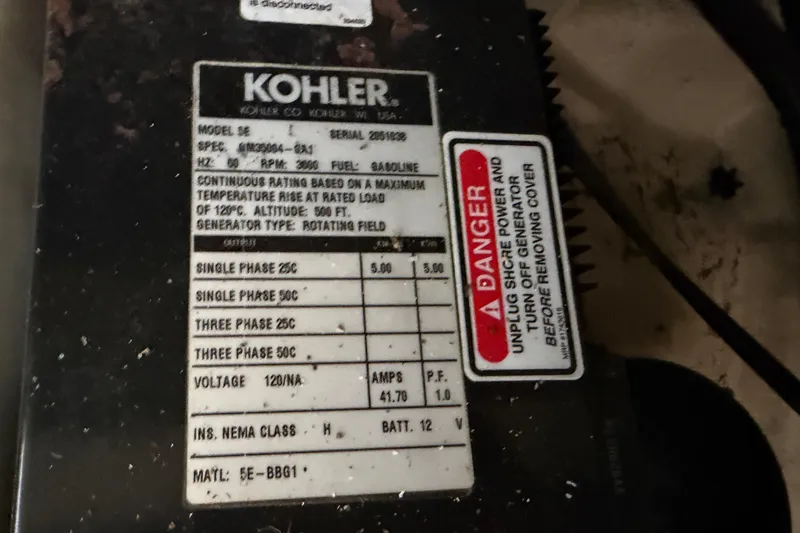 is disconnected
KOHLER
KOHLER CO. KOHLER, WI. USA
MODEL 5E SERIAL 2051038
SPEC.
HZ: 60 RPM: 3600 FUEL: GASOLINE
CONTINUOUS RATING BASED ON A MAXIMUM
TEMPERATURE RISE AT RATED LOAD
OF 120°C. ALTITUDE: 500 FT.
GENERATOR TYPE: ROTATING FIELD
OUTPUT KW KVA
SINGLE PHASE 25C 5.00 5.00
SINGLE PHASE 50C
THREE PHASE 25C
THREE PHASE 50C
VOLTAGE 120/NA AMPS 41.70 P.F. 1.0
INS. NEMA CLASS H BATT. 12 V
MATL: 5E-BBG1
DANGER
UNPLUG SHORE POWER AND
TURN OFF GENERATOR
BEFORE REMOVING COVER